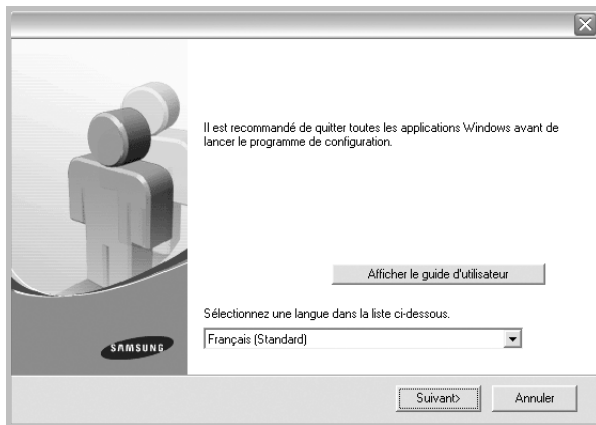 Il est recommandé de quitter toutes les applications Windows avant de
lancer le programme de configuration.
Afficher le guide d'utilisateur
Sélectionnez une langue dans la liste ci-dessous.
Français (Standard)
SAMSUNG
Suivant>
Annuler